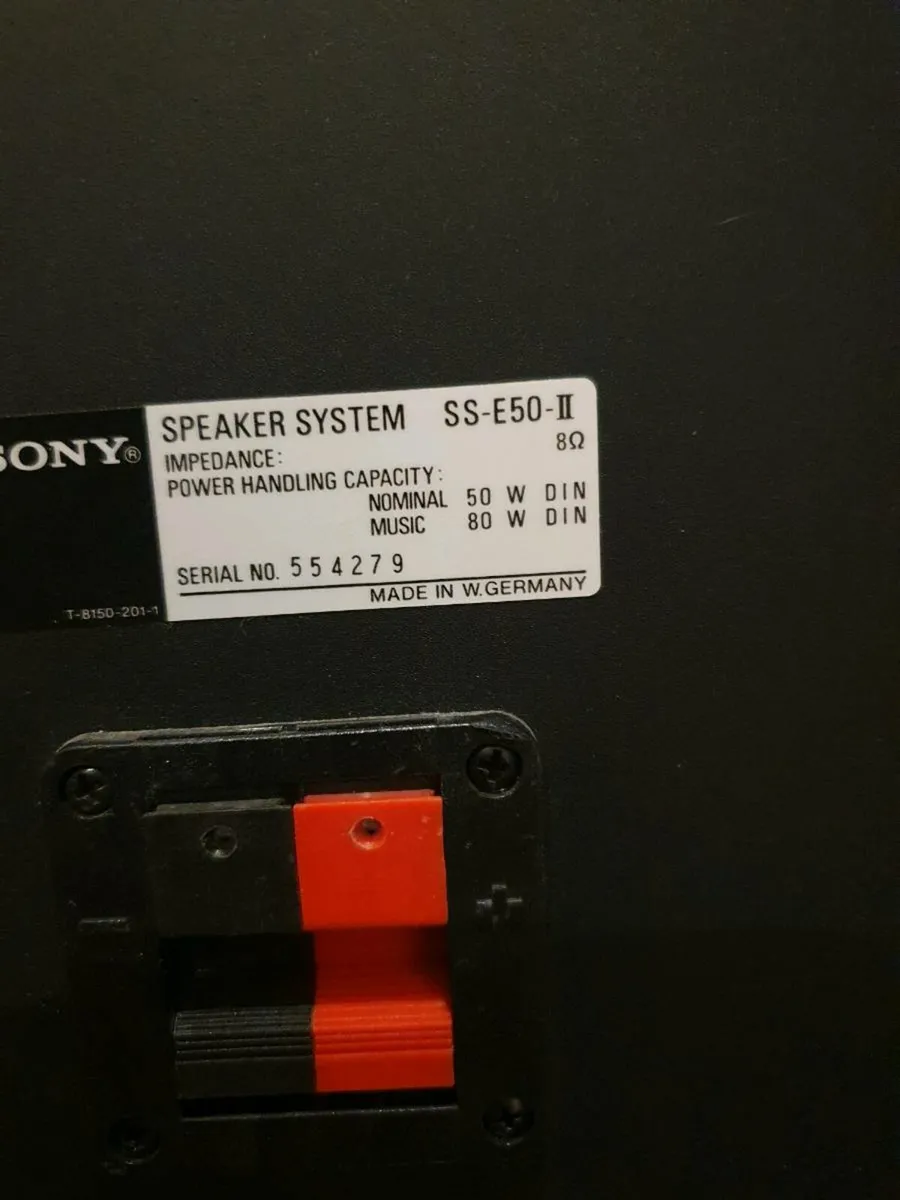 SONY®
SPEAKER SYSTEM SS-E50-II
IMPEDANCE: 8Ω
POWER HANDLING CAPACITY:
NOMINAL 50 W DIN
MUSIC 80 W DIN
SERIAL NO. 554279
MADE IN W.GERMANY
T-8150-201-1